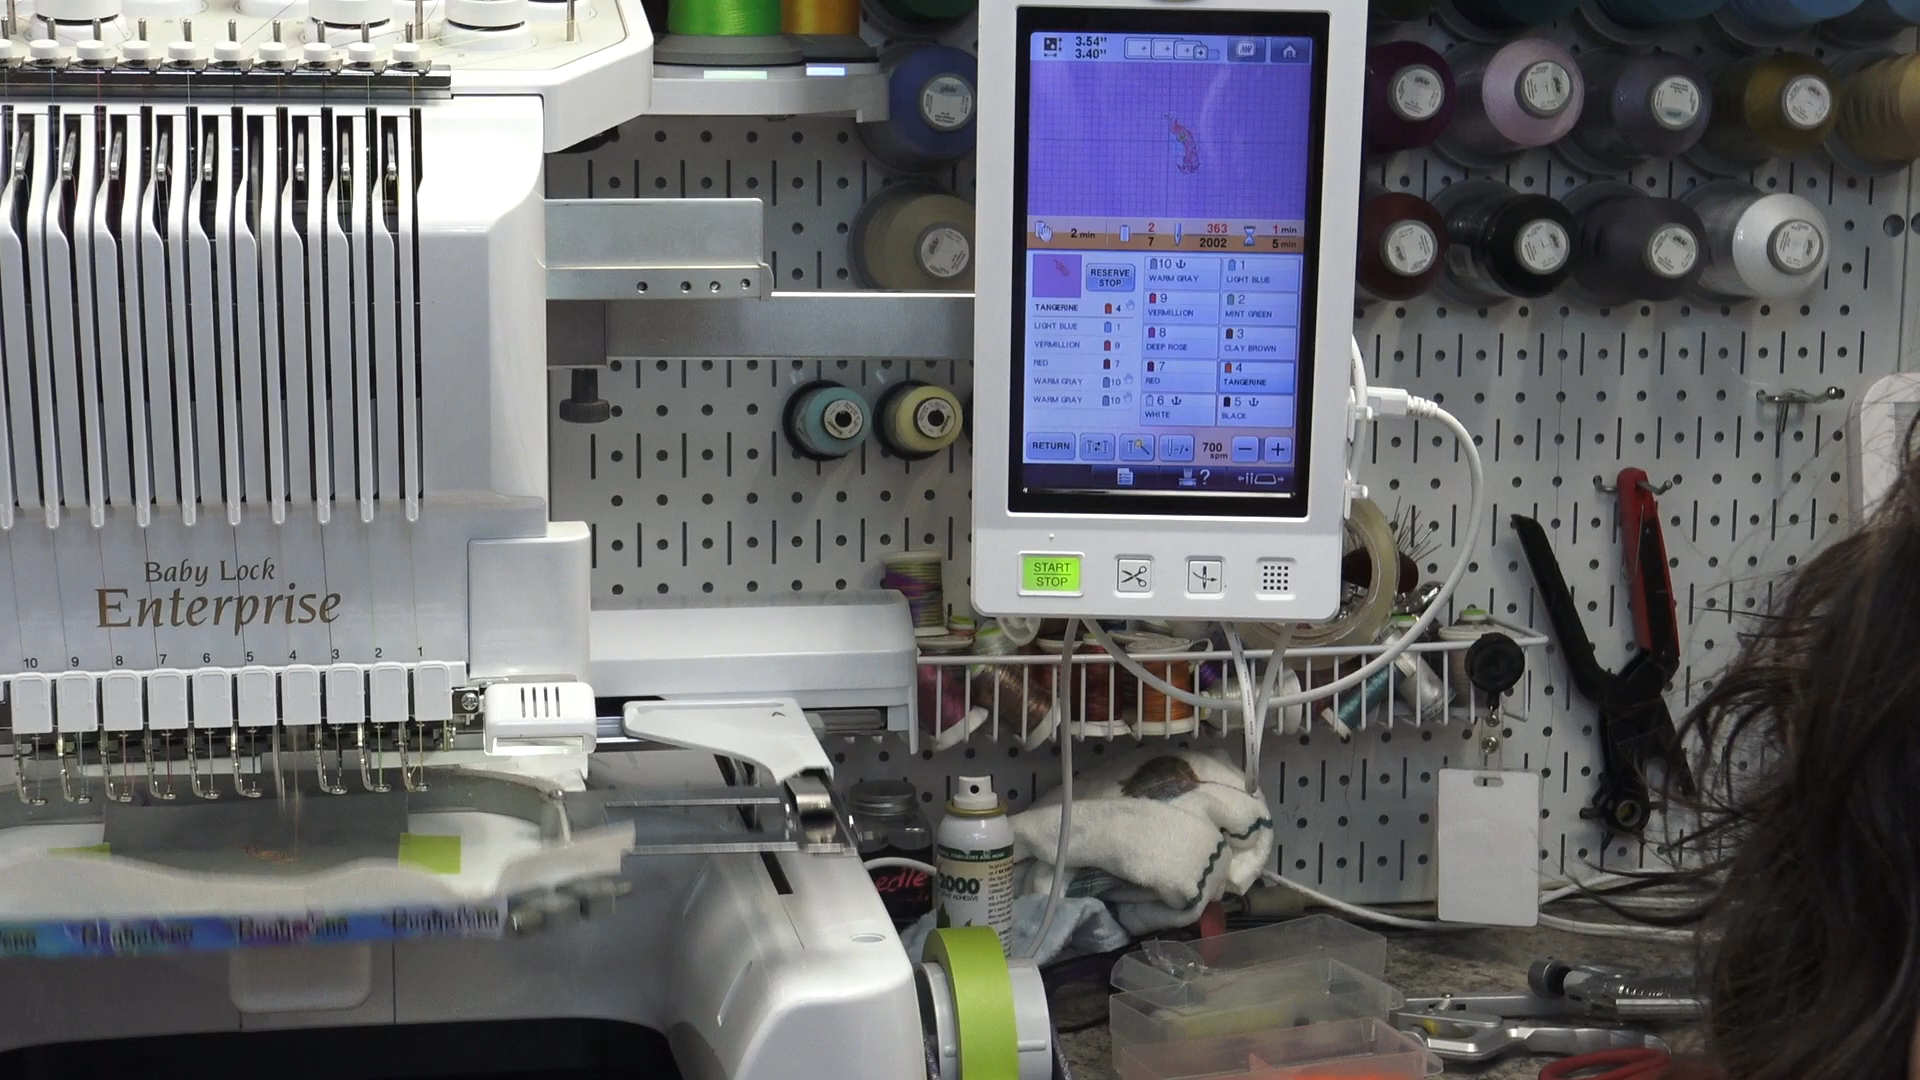 3.54"
3.40"
2 min
2
7
363
2002
1 min
5 min
RESERVE
STOP
TANGERINE 4
LIGHT BLUE 1
VERMILLION 9
RED 7
WARM GRAY 10
WARM GRAY 10
10
WARM GRAY
1
LIGHT BLUE
9
VERMILLION
2
MINT GREEN
8
DEEP ROSE
3
CLAY BROWN
7
RED
4
TANGERINE
6
WHITE
5
BLACK
RETURN
700
spm
- +
?
START
STOP
Baby Lock
Enterprise
10 9 8 7 6 5 4 3 2 1
2000